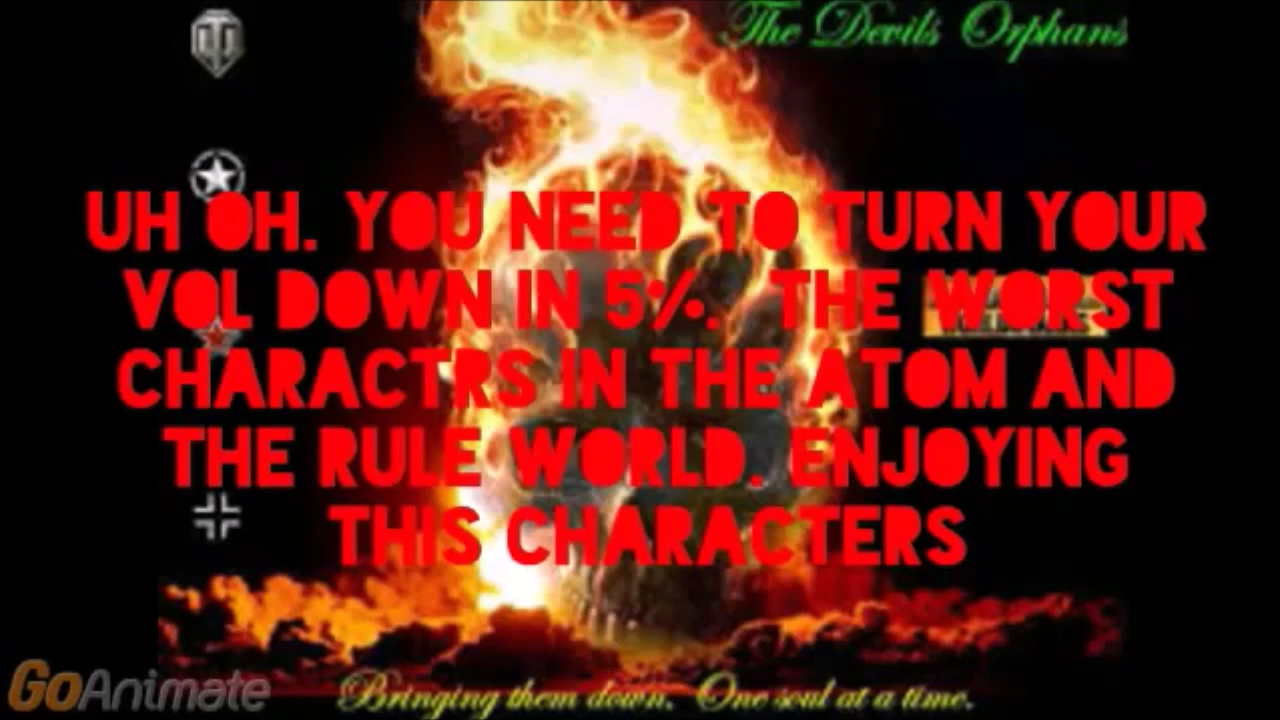 The Devils Orphans
UH OH. YOU NEED TO TURN YOUR
VOL DOWN IN 5%. THE WORST
CHARACTRS IN THE ATOM AND
THE RULE WORLD. ENJOYING
THIS CHARACTERS
GoAnimate
Bringing them down. One soul at a time.